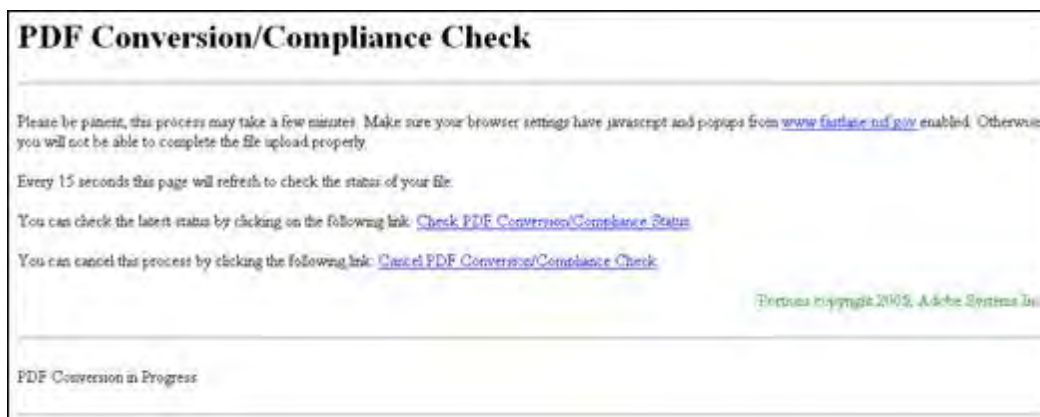 PDF Conversion/Compliance Check
Please be patient, this process may take a few minutes. Make sure your browser settings have javascript and popups from www.fastlane.nsf.gov enabled. Otherwise
you will not be able to complete the file upload properly.
Every 15 seconds this page will refresh to check the status of your file.
You can check the latest status by clicking on the following link: Check PDF Conversion/Compliance Status
You can cancel this process by clicking the following link: Cancel PDF Conversion/Compliance Check
Portions copyright 2005, Adobe Systems Inc
PDF Conversion in Progress